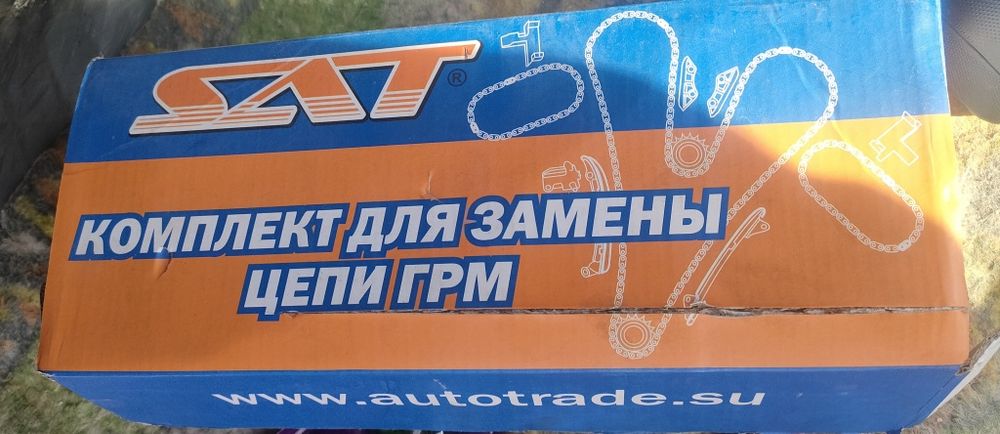 SAT®
КОМПЛЕКТ ДЛЯ ЗАМЕНЫ
ЦЕПИ ГРМ
www.autotrade.su